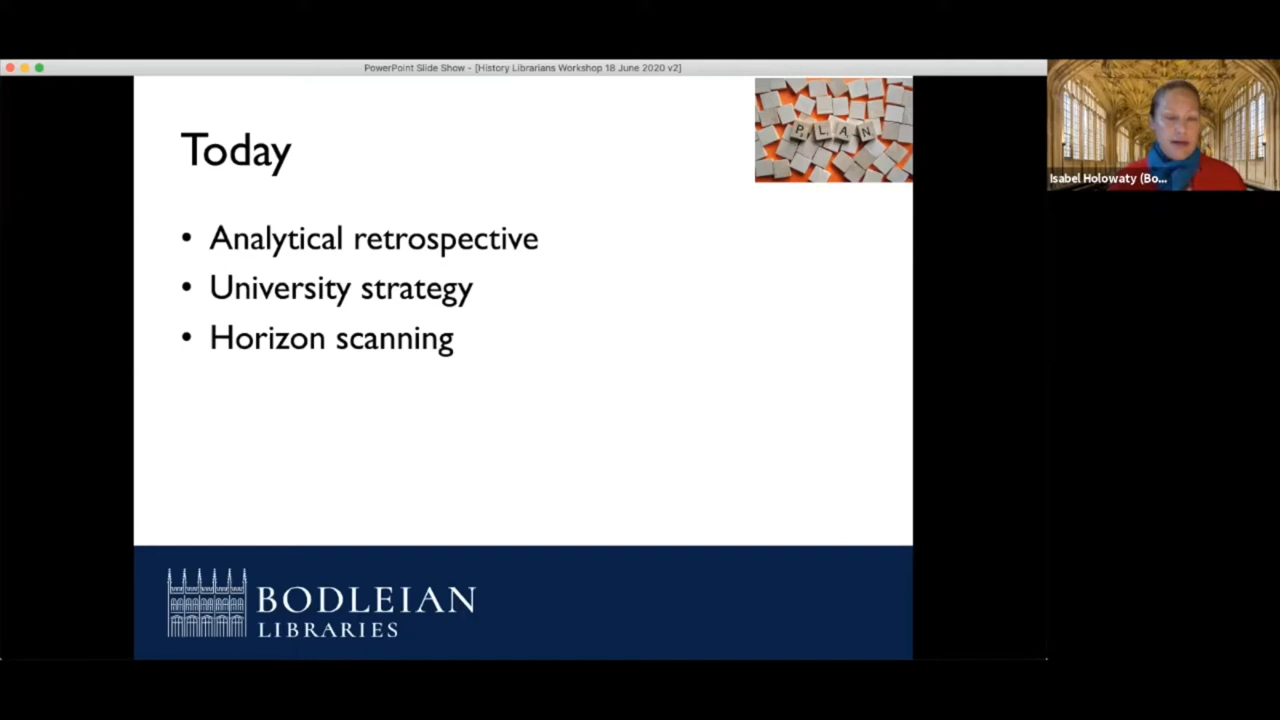 PowerPoint Slide Show - [History Librarians Workshop 18 June 2020 v2]
Today
PLAN
• Analytical retrospective
• University strategy
• Horizon scanning
BODLEIAN
LIBRARIES
Isabel Holowaty (Bo...